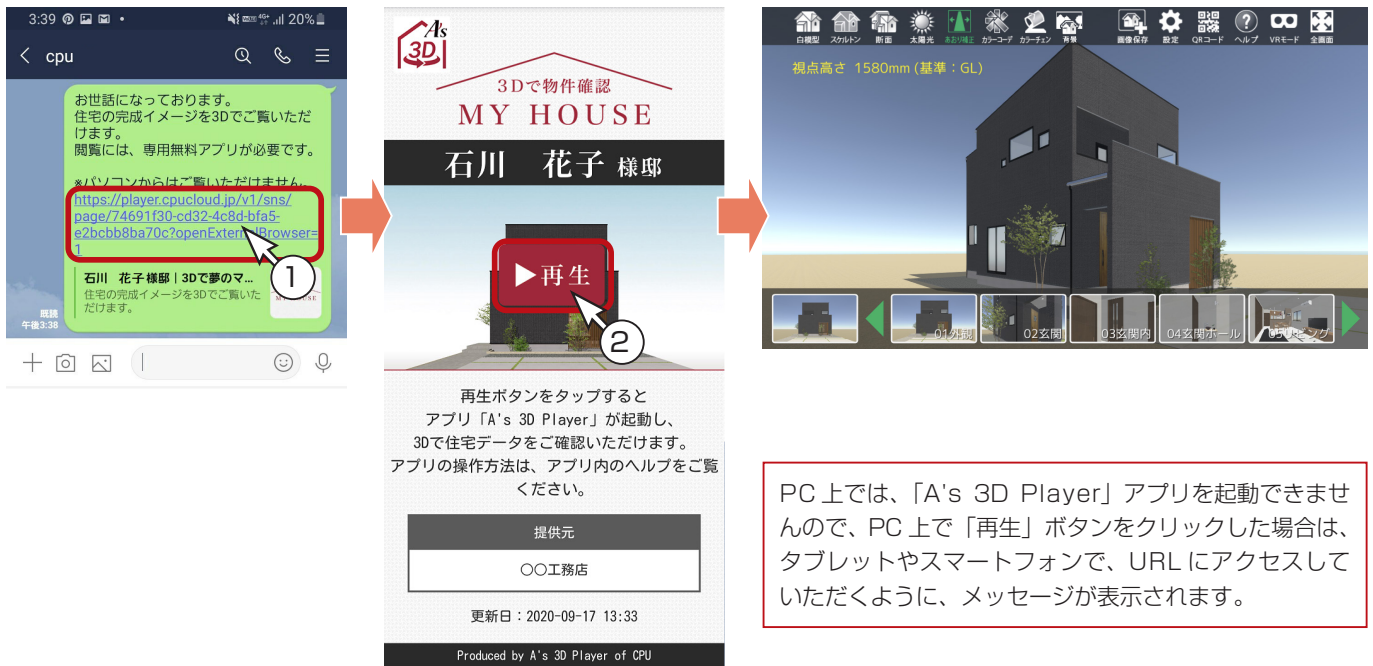 3:39
20%
cpu
お世話になっております。
住宅の完成イメージを3Dでご覧いただ
けます。
閲覧には、専用無料アプリが必要です。
※パソコンからはご覧いただけません。
https://player.cpucloud.jp/v1/sns/
page/74691f30-cd32-4c8d-bfa5-
e2bcbb8ba70c?openExternalBrowser=
1
①
石川 花子様邸|3Dで夢のマ...
住宅の完成イメージを3Dでご覧いた
だけます。
MY HOUSE
既読
午後3:38
A's
3D
3Dで物件確認
MY HOUSE
石川 花子 様邸
▶再生
②
再生ボタンをタップすると
アプリ「A's 3D Player」が起動し、
3Dで住宅データをご確認いただけます。
アプリの操作方法は、アプリ内のヘルプをご覧
ください。
提供元
〇〇工務店
更新日:2020-09-17 13:33
Produced by A's 3D Player of CPU
白模型 スケルトン 断面 太陽光 あおり補正 カラーコーデ カラーチェン 背景 画像保存 設定 QRコード ヘルプ VRモード 全画面
視点高さ 1580mm (基準:GL)
01外観 02玄関 03玄関内 04玄関ホール 05リビング
PC 上では、「A's 3D Player」アプリを起動できませ
んので、PC 上で「再生」ボタンをクリックした場合は、
タブレットやスマートフォンで、URL にアクセスして
いただくように、メッセージが表示されます。